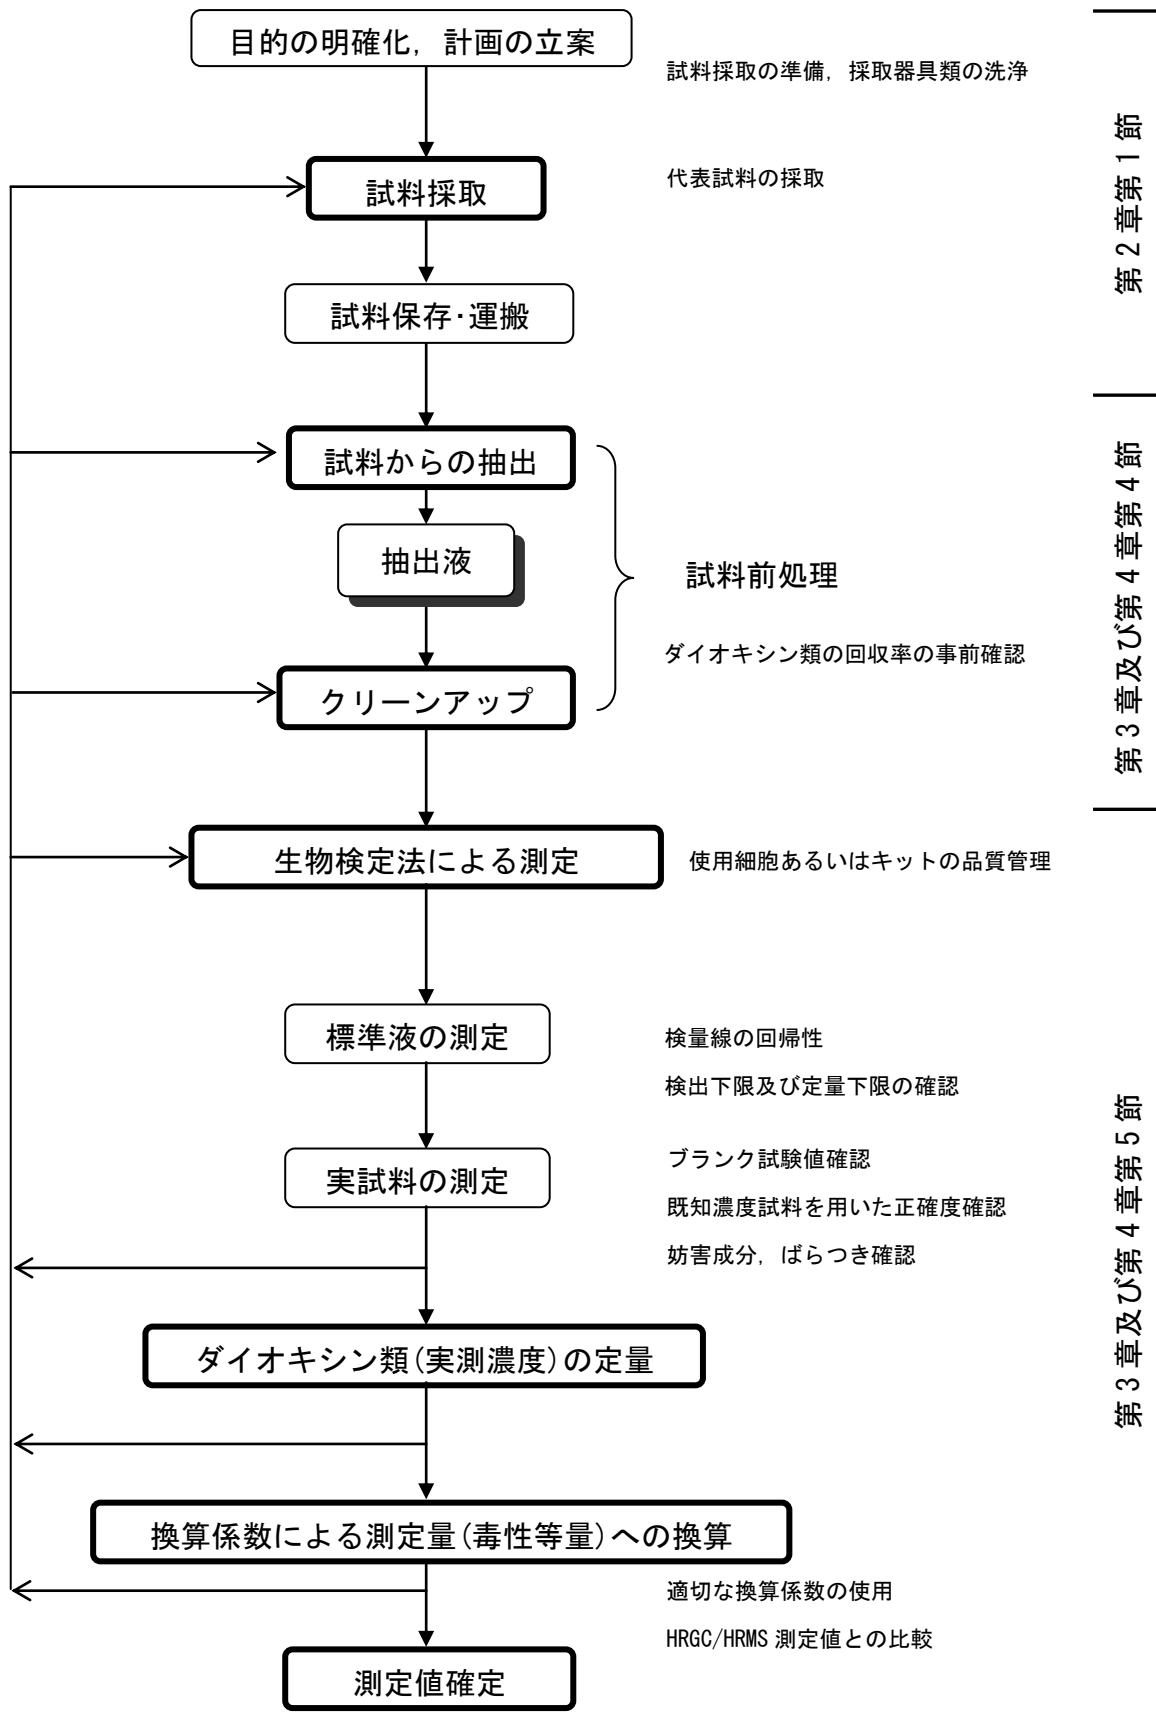 目的の明確化，計画の立案
試料採取の準備，採取器具類の洗浄
試料採取
代表試料の採取
試料保存・運搬
第2章第1節
試料からの抽出
抽出液
試料前処理
ダイオキシン類の回収率の事前確認
クリーンアップ
第3章及び第4章第4節
生物検定法による測定
使用細胞あるいはキットの品質管理
標準液の測定
検量線の回帰性
検出下限及び定量下限の確認
実試料の測定
ブランク試験値確認
既知濃度試料を用いた正確度確認
妨害成分，ばらつき確認
ダイオキシン類(実測濃度)の定量
換算係数による測定量(毒性等量)への換算
適切な換算係数の使用
HRGC/HRMS 測定値との比較
測定値確定
第3章及び第4章第5節